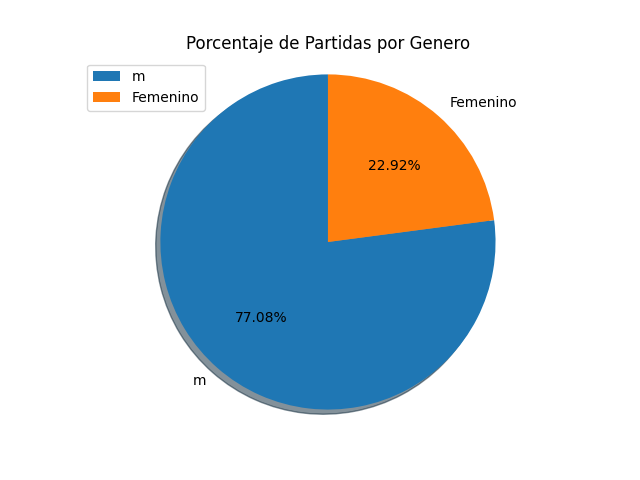 Porcentaje de Partidas por Genero
m
Femenino
Femenino
22.92%
77.08%
m